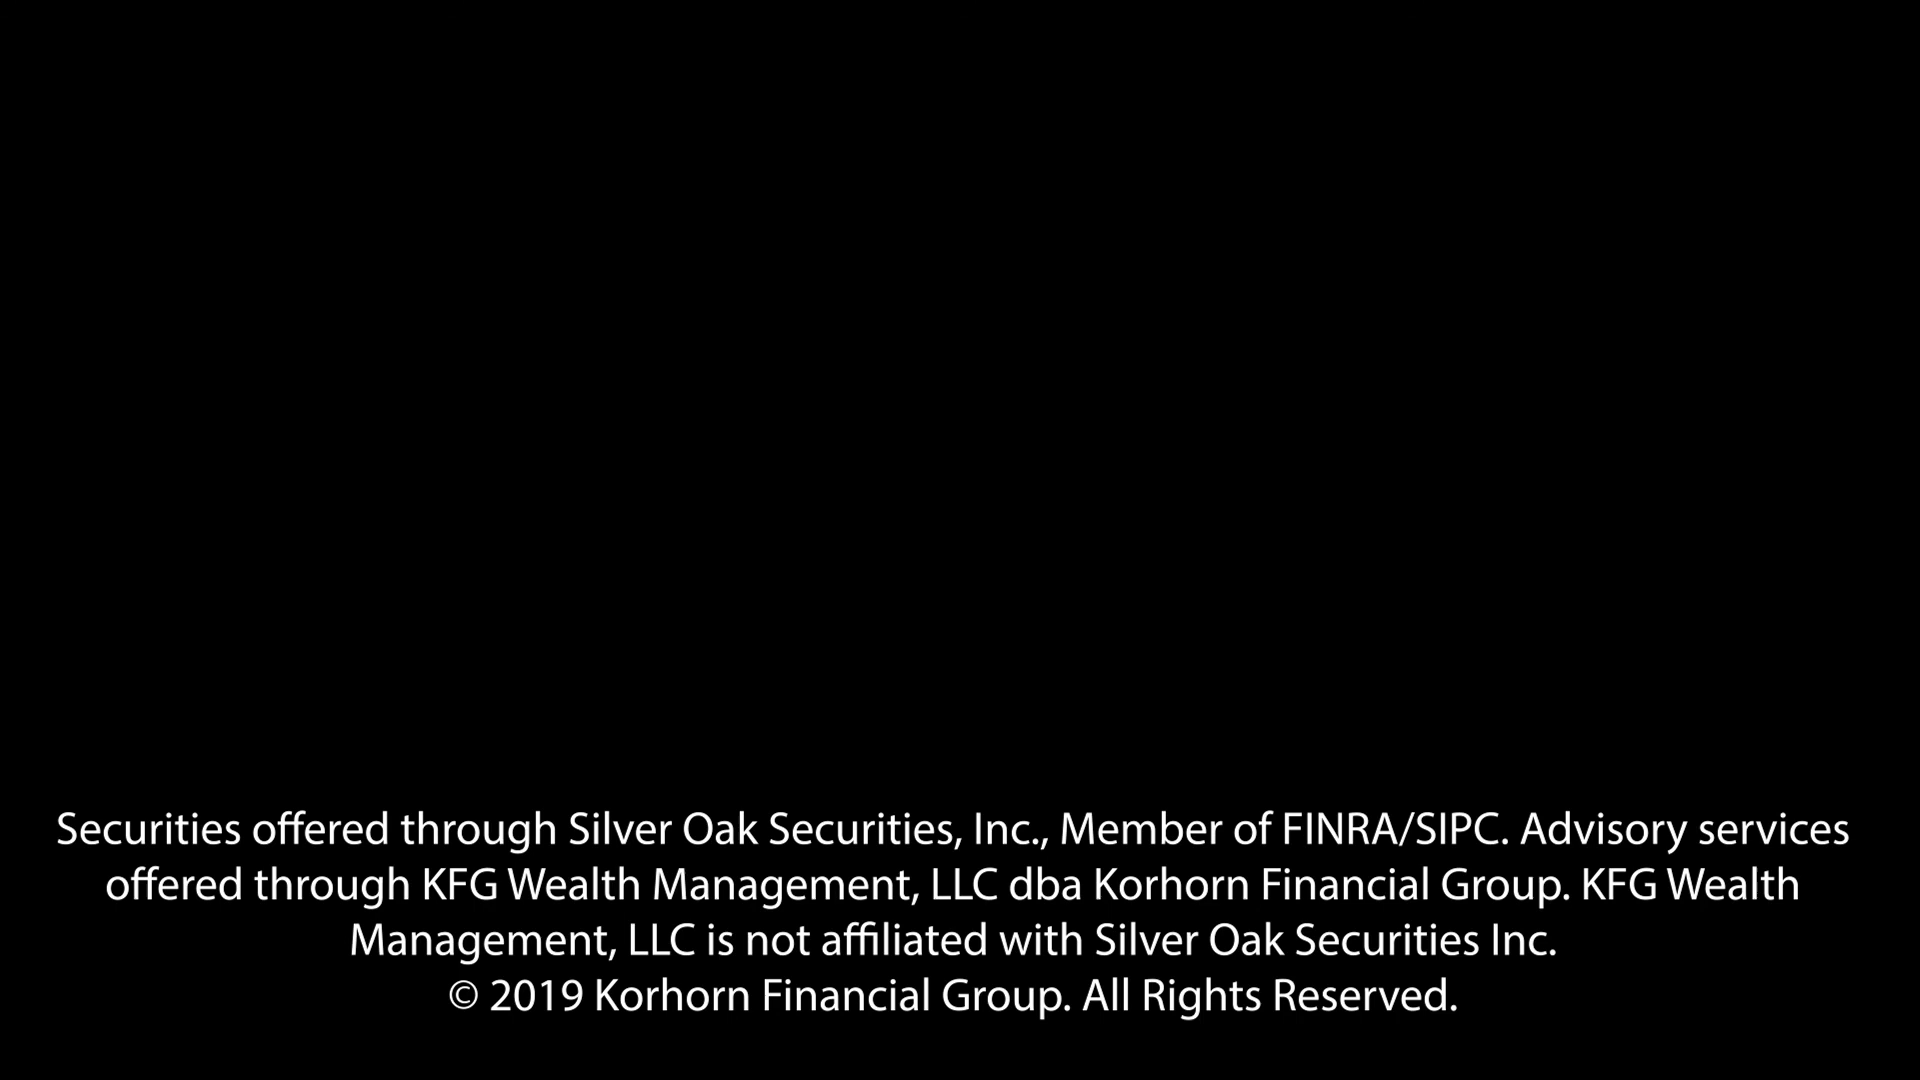 Securities offered through Silver Oak Securities, Inc., Member of FINRA/SIPC. Advisory services
offered through KFG Wealth Management, LLC dba Korhorn Financial Group. KFG Wealth
Management, LLC is not affiliated with Silver Oak Securities Inc.
© 2019 Korhorn Financial Group. All Rights Reserved.